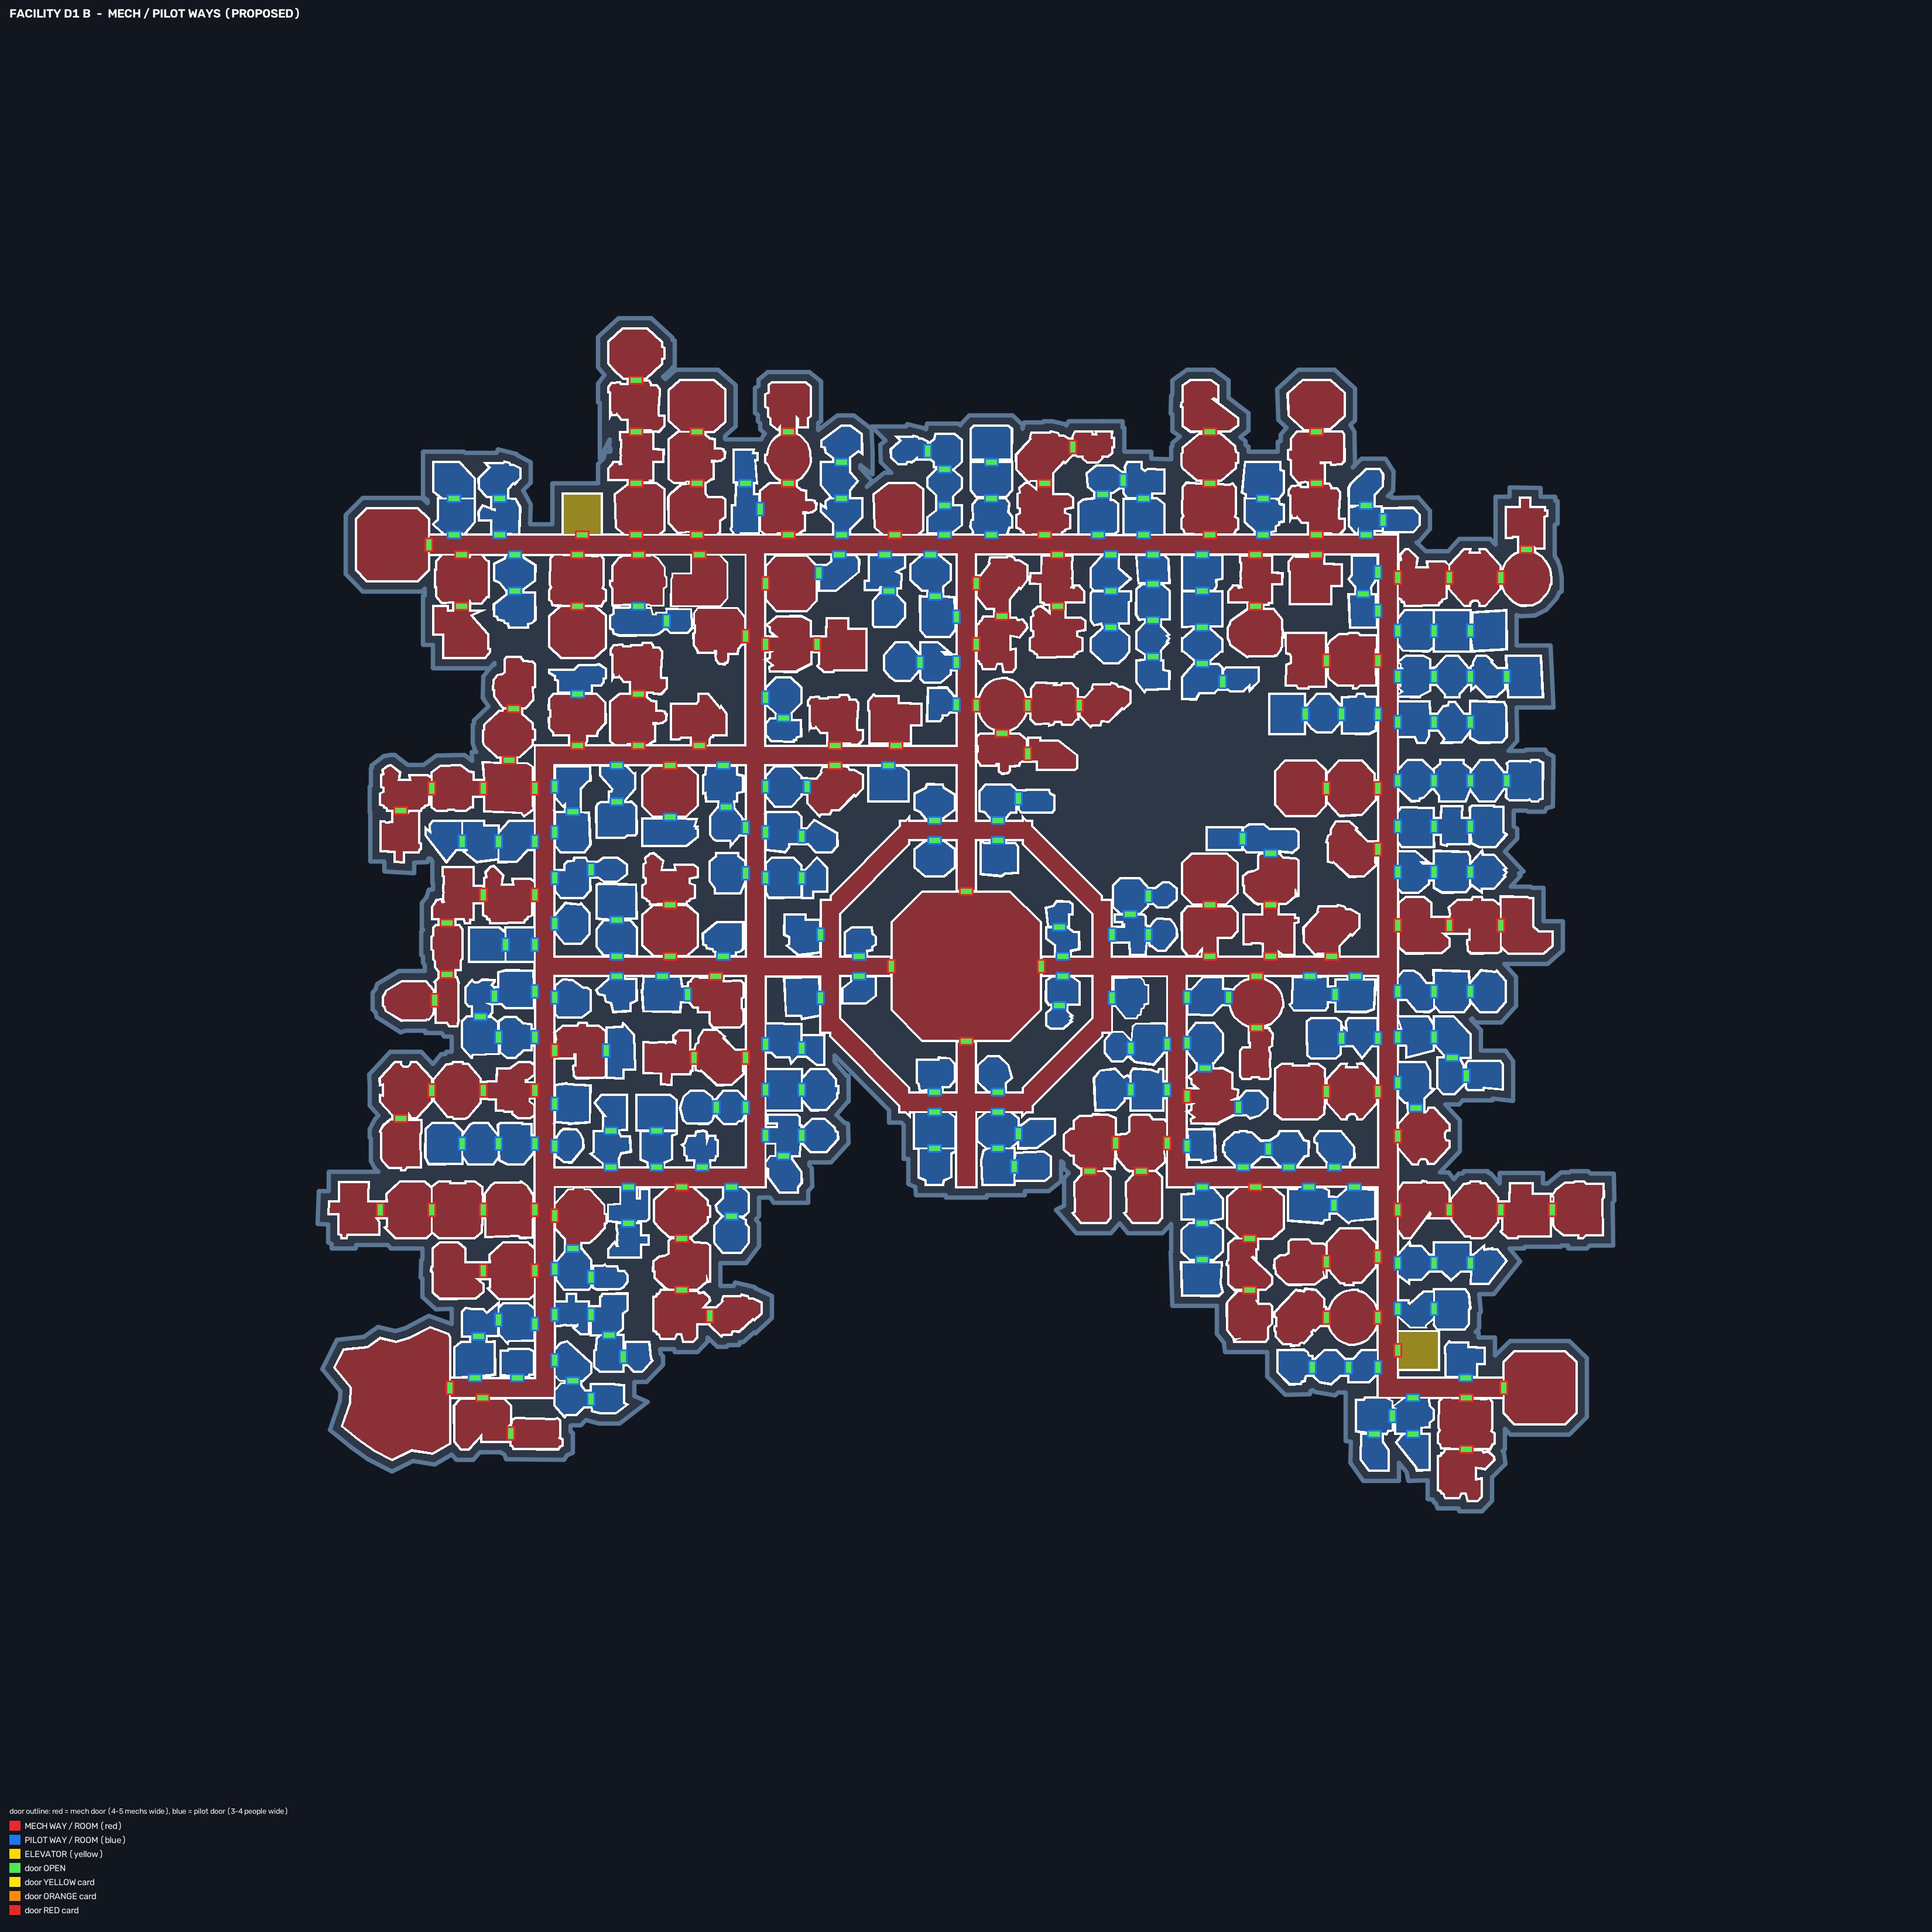 FACILITY D1 B - MECH / PILOT WAYS (PROPOSED)
door outline: red = mech door (4-5 mechs wide), blue = pilot door (3-4 people wide)
MECH WAY / ROOM (red)
PILOT WAY / ROOM (blue)
ELEVATOR (yellow)
door OPEN
door YELLOW card
door ORANGE card
door RED card